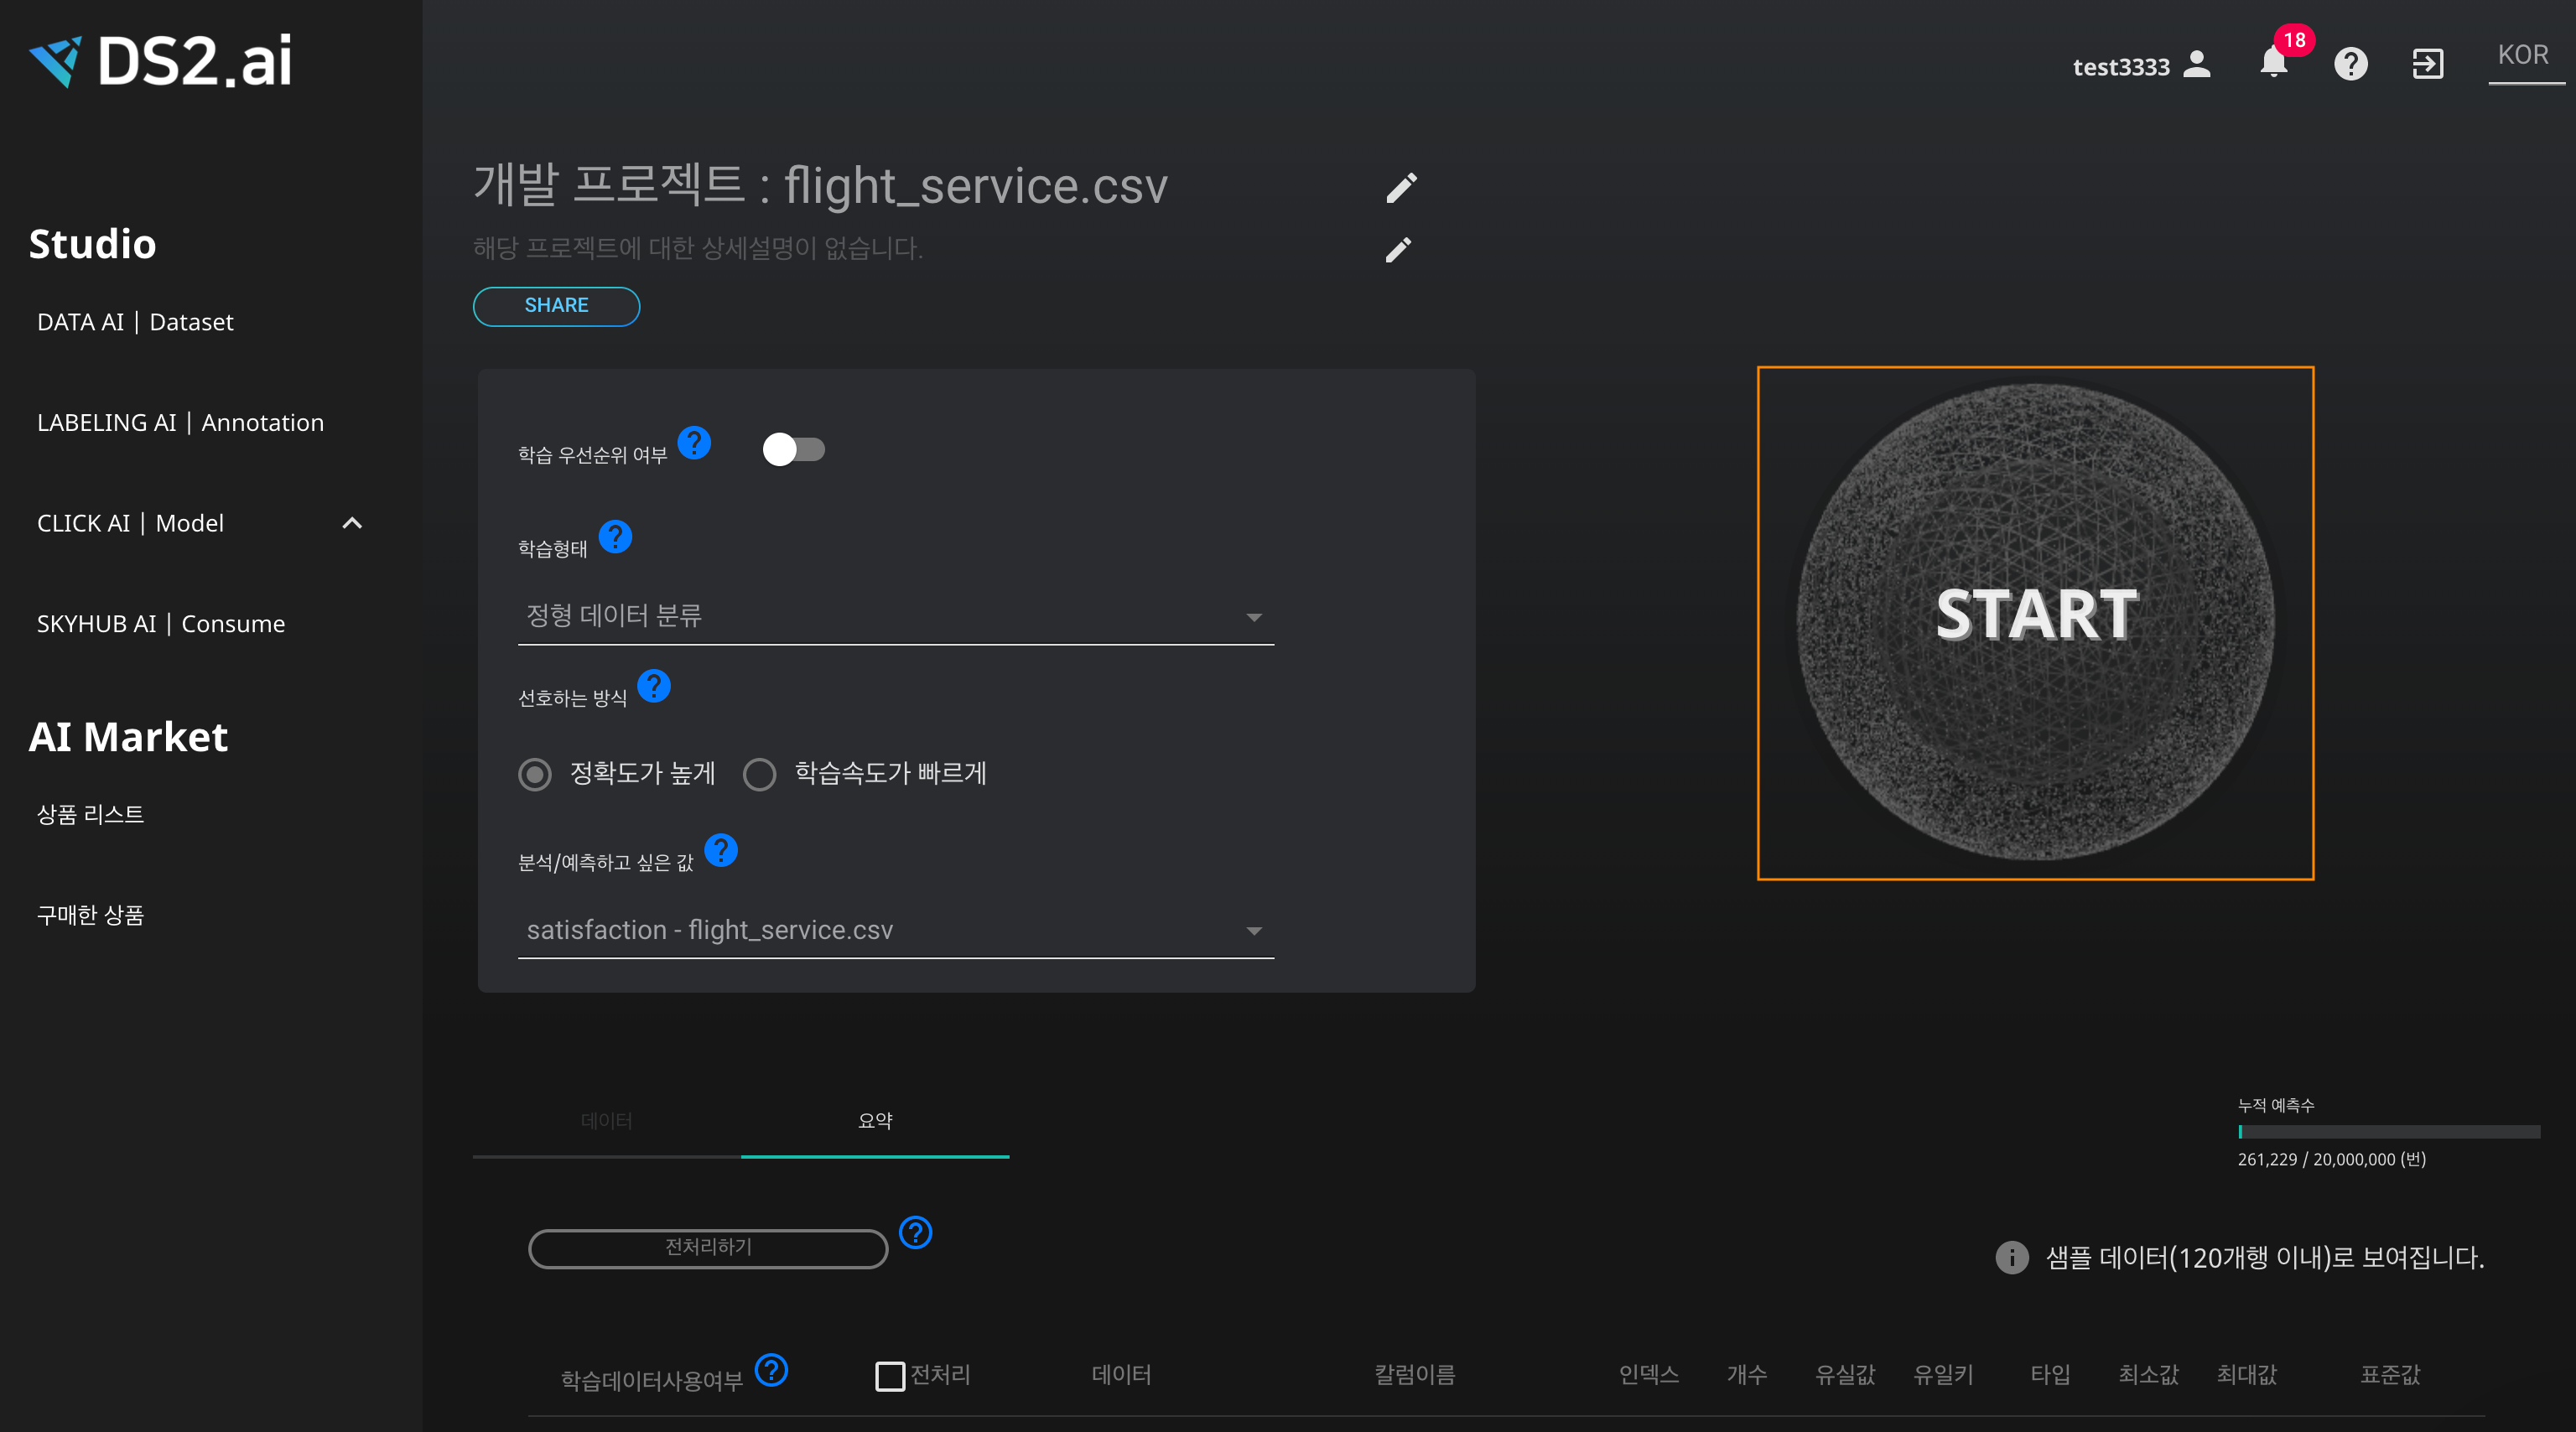 DS2.ai
test3333
18
KOR
Studio
DATA AI | Dataset
LABELING AI | Annotation
CLICK AI | Model
SKYHUB AI | Consume
AI Market
상품 리스트
구매한 상품
개발 프로젝트 : flight_service.csv
해당 프로젝트에 대한 상세설명이 없습니다.
SHARE
학습 우선순위 여부
학습형태
정형 데이터 분류
선호하는 방식
정확도가 높게 학습속도가 빠르게
분석/예측하고 싶은 값
satisfaction - flight_service.csv
START
데이터 요약
누적 예측수
261,229 / 20,000,000 (번)
전처리하기
샘플 데이터(120개행 이내)로 보여집니다.
학습데이터사용여부 전처리 데이터 칼럼이름 인덱스 개수 유실값 유일키 타입 최소값 최대값 표준값